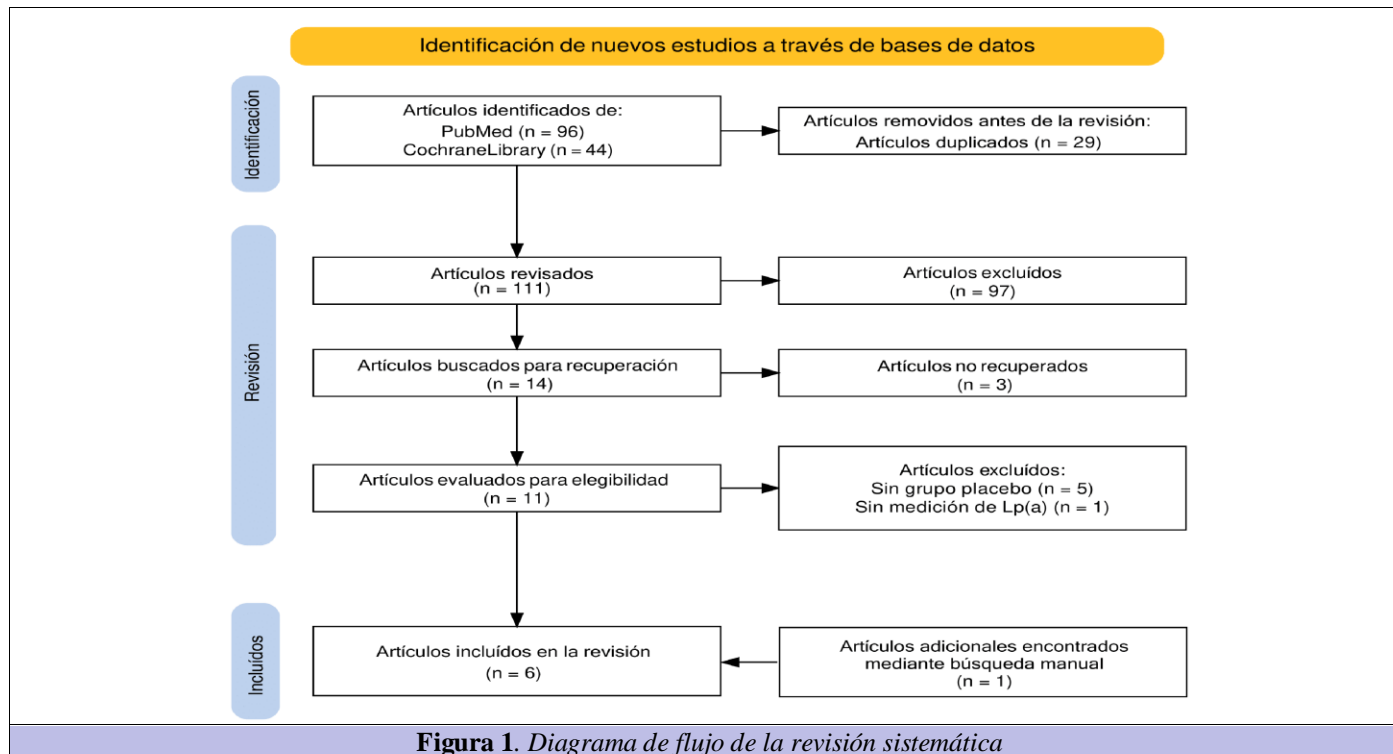 Identificación de nuevos estudios a través de bases de datos
Identificación
Artículos identificados de:
PubMed (n = 96)
CochraneLibrary (n = 44)
Artículos removidos antes de la revisión:
Artículos duplicados (n = 29)
Revisión
Artículos revisados
(n = 111)
Artículos excluídos
(n = 97)
Artículos buscados para recuperación
(n = 14)
Artículos no recuperados
(n = 3)
Artículos evaluados para elegibilidad
(n = 11)
Artículos excluídos:
Sin grupo placebo (n = 5)
Sin medición de Lp(a) (n = 1)
Incluídos
Artículos incluídos en la revisión
(n = 6)
Artículos adicionales encontrados
mediante búsqueda manual
(n = 1)
Figura 1. Diagrama de flujo de la revisión sistemática